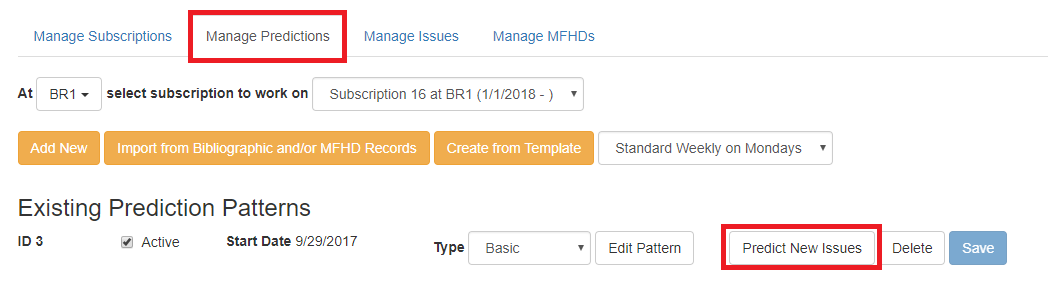 Manage Subscriptions Manage Predictions Manage Issues Manage MFHDs
At BR1 select subscription to work on Subscription 16 at BR1 (1/1/2018 - )
Add New Import from Bibliographic and/or MFHD Records Create from Template Standard Weekly on Mondays
Existing Prediction Patterns
ID 3 Active Start Date 9/29/2017 Type Basic Edit Pattern Predict New Issues Delete Save